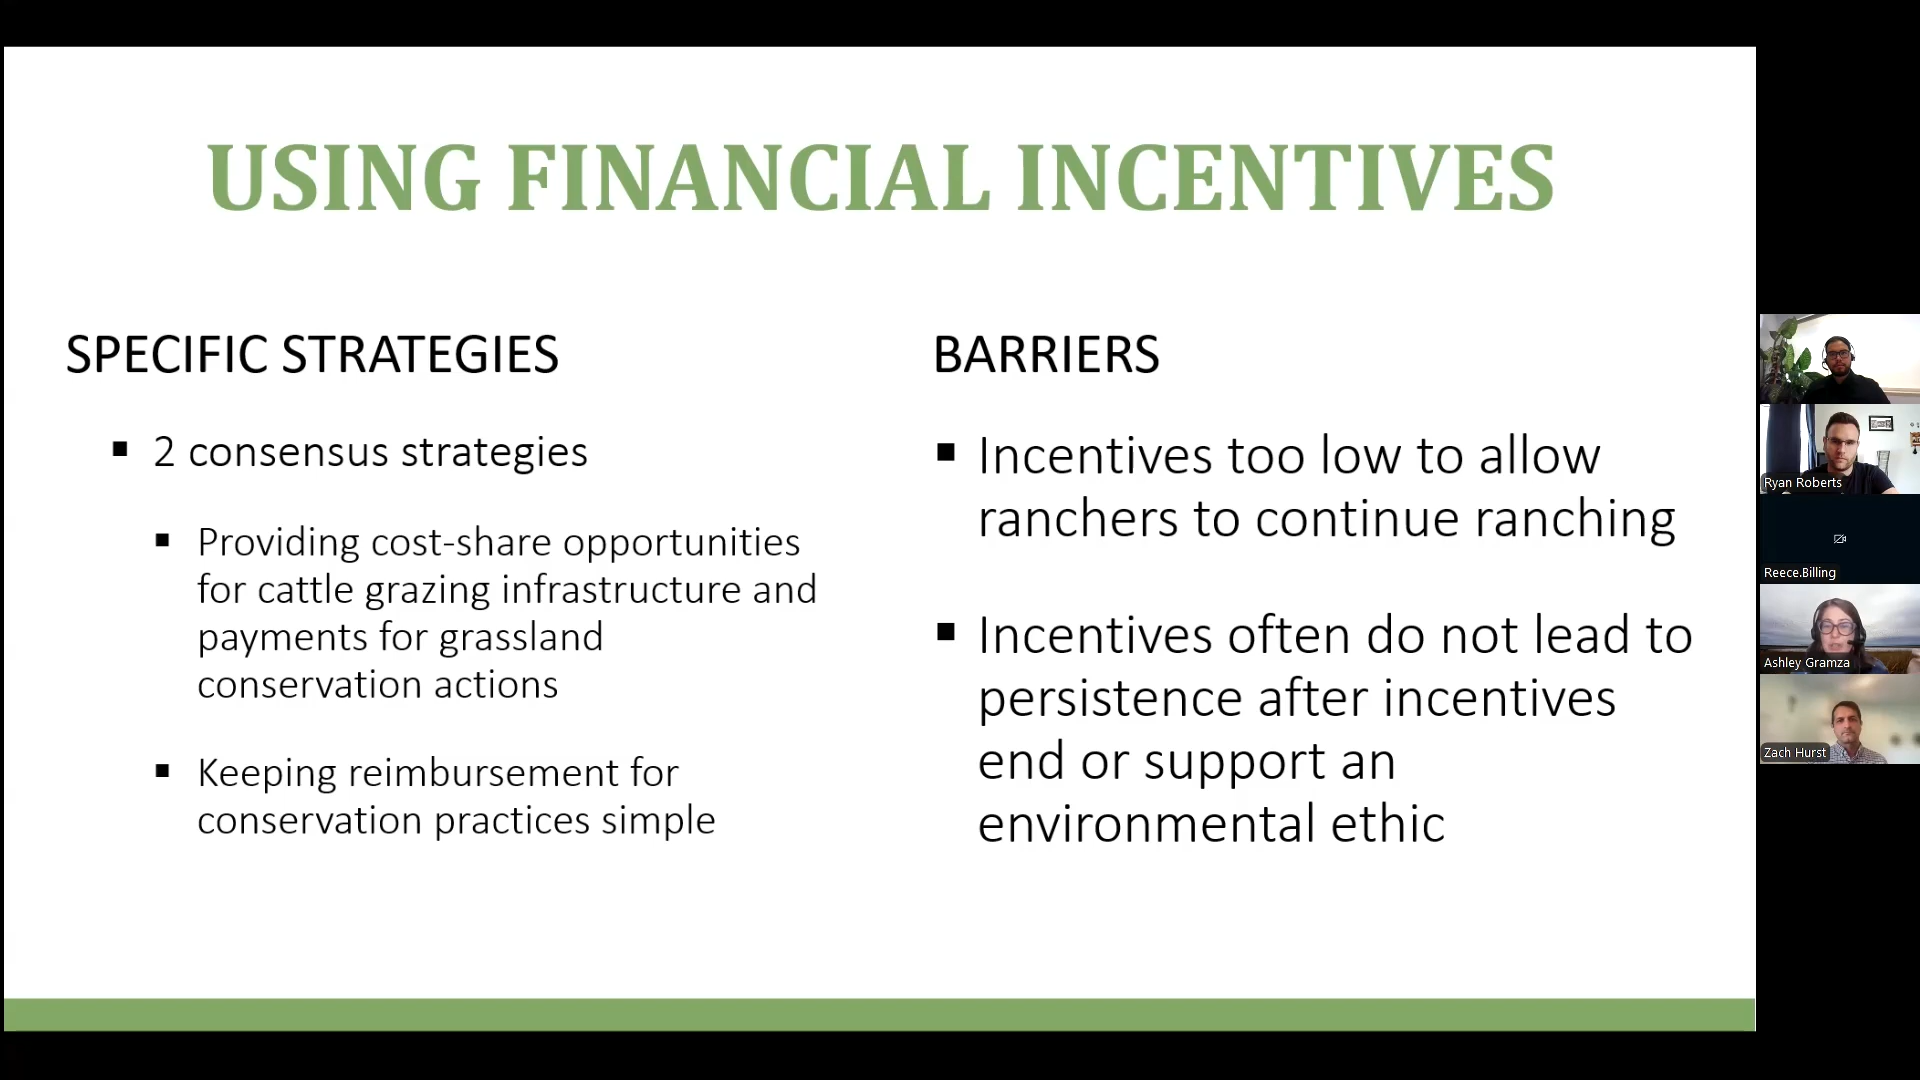 USING FINANCIAL INCENTIVES
SPECIFIC STRATEGIES
2 consensus strategies
Providing cost-share opportunities
for cattle grazing infrastructure and
payments for grassland
conservation actions
Keeping reimbursement for
conservation practices simple
BARRIERS
Incentives too low to allow
ranchers to continue ranching
Incentives often do not lead to
persistence after incentives
end or support an
environmental ethic
Ryan Roberts
Reece.Billing
Ashley Gramza
Zach Hurst